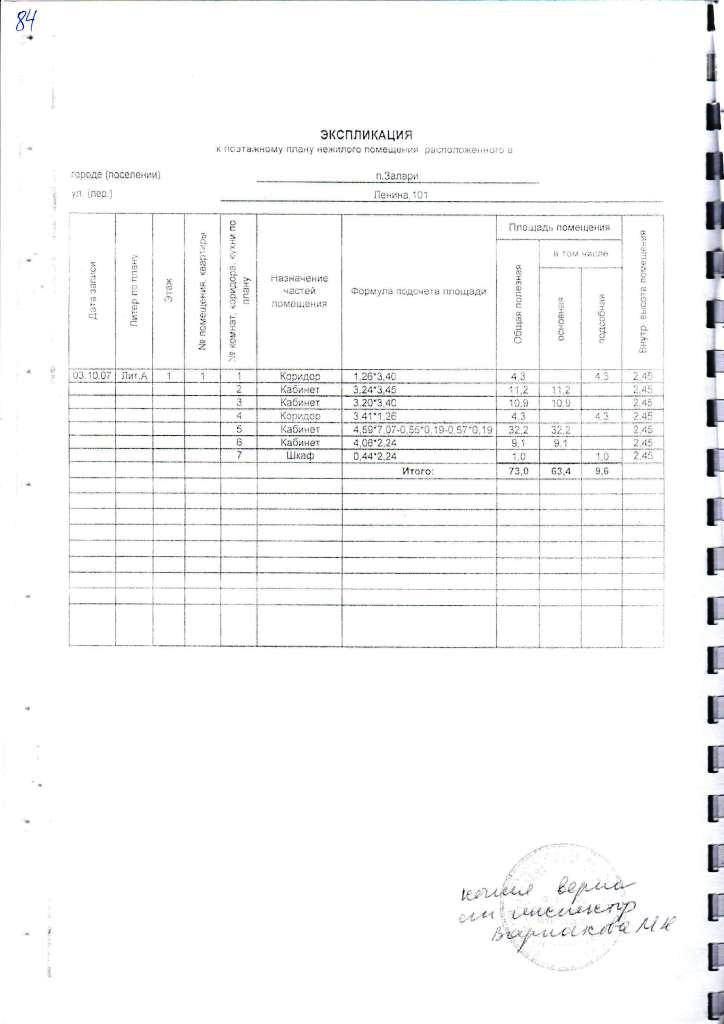 84
ЭКСПЛИКАЦИЯ
к поэтажному плану нежилого помещения расположенного в
городе (поселении) п.Залари
ул. (пер.) Ленина,101
Дата записи
Литер по плану
Этаж
№ помещения, квартиры
№ комнат, коридора, кухни по плану
Назначение частей помещения
Формула подсчета площади
Площадь помещения
в том числе
Общая полезная
основная
подсобная
Внутр. высота помещения
03.10.07 Лит.А 1 1 1 Коридор 1,26*3,40 4,3 4,3 2,45
2 Кабинет 3,24*3,45 11,2 11,2 2,45
3 Кабинет 3,20*3,40 10,9 10,9 2,45
4 Коридор 3,41*1,26 4,3 4,3 2,45
5 Кабинет 4,59*7,07-0,55*0,19-0,57*0,19 32,2 32,2 2,45
6 Кабинет 4,06*2,24 9,1 9,1 2,45
7 Шкаф 0,44*2,24 1,0 1,0 2,45
Итого: 73,0 63,4 9,6
копия верна
инспектор